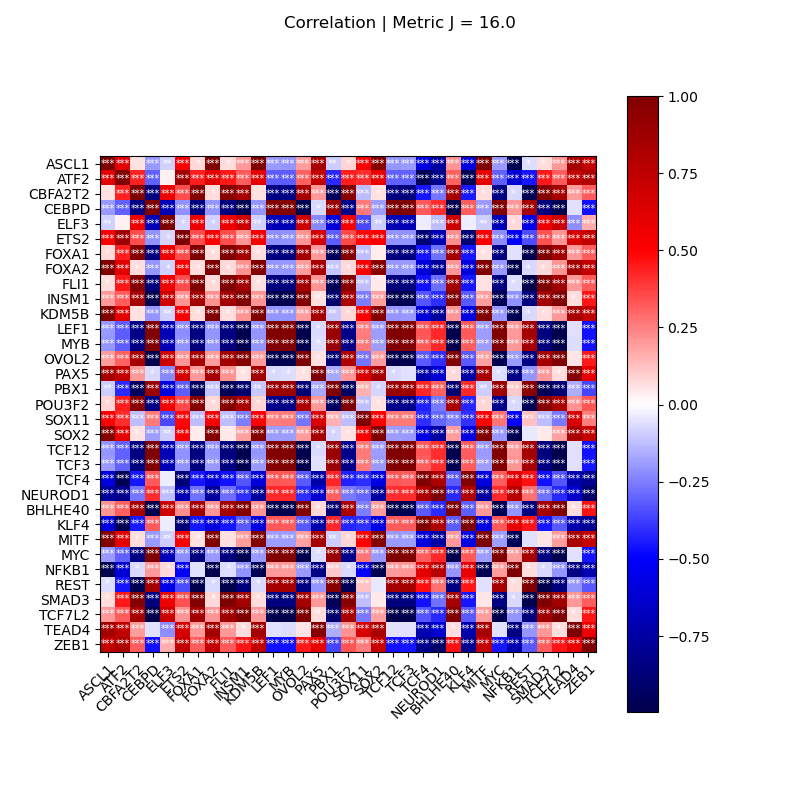 Correlation | Metric J = 16.0
ASCL1
ATF2
CBFA2T2
CEBPD
ELF3
ETS2
FOXA1
FOXA2
FLI1
INSM1
KDM5B
LEF1
MYB
OVOL2
PAX5
PBX1
POU3F2
SOX11
SOX2
TCF12
TCF3
TCF4
NEUROD1
BHLHE40
KLF4
MITF
MYC
NFKB1
REST
SMAD3
TCF7L2
TEAD4
ZEB1
ASCL1
ATF2
CBFA2T2
CEBPD
ELF3
ETS2
FOXA1
FOXA2
FLI1
INSM1
KDM5B
LEF1
MYB
OVOL2
PAX5
PBX1
POU3F2
SOX11
SOX2
TCF12
TCF3
TCF4
NEUROD1
BHLHE40
KLF4
MITF
MYC
NFKB1
REST
SMAD3
TCF7L2
TEAD4
ZEB1
1.00
0.75
0.50
0.25
0.00
−0.25
−0.50
−0.75